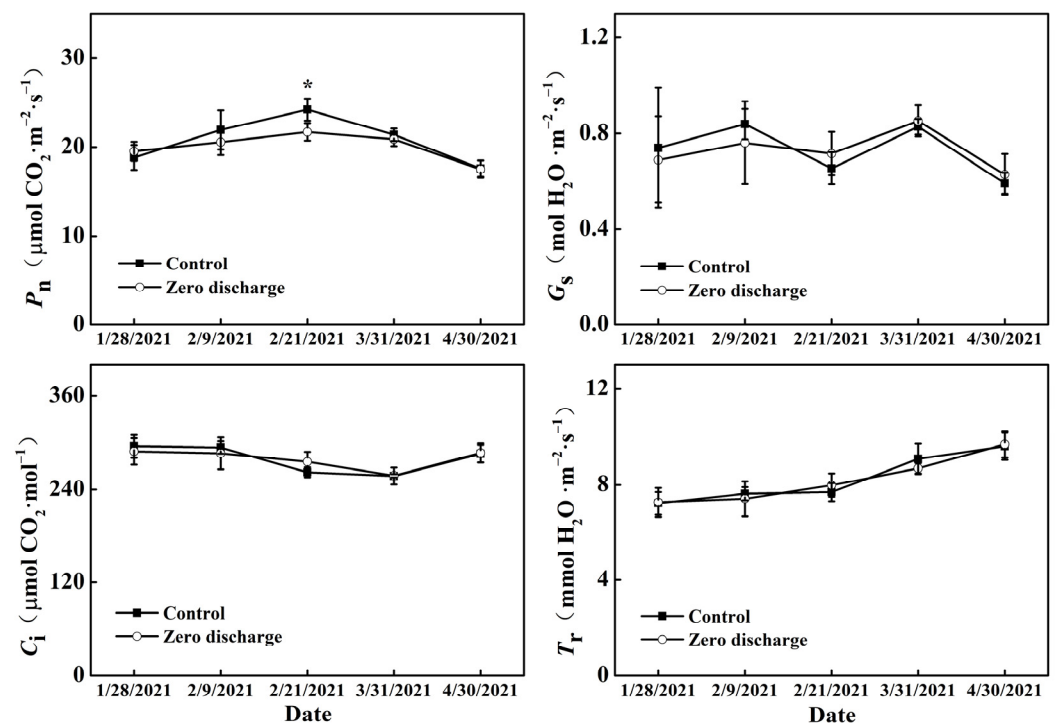 30
20
10
0
Pn（μmol CO2·m−2·s−1）
*
Control
Zero discharge
1/28/2021 2/9/2021 2/21/2021 3/31/2021 4/30/2021
1.2
0.8
0.4
0.0
Gs（mol H2O ·m−2·s−1）
Control
Zero discharge
1/28/2021 2/9/2021 2/21/2021 3/31/2021 4/30/2021
360
240
120
0
Ci（μmol CO2·mol−1）
Control
Zero discharge
1/28/2021 2/9/2021 2/21/2021 3/31/2021 4/30/2021
Date
12
8
4
0
Tr（mmol H2O ·m−2·s−1）
Control
Zero discharge
1/28/2021 2/9/2021 2/21/2021 3/31/2021 4/30/2021
Date